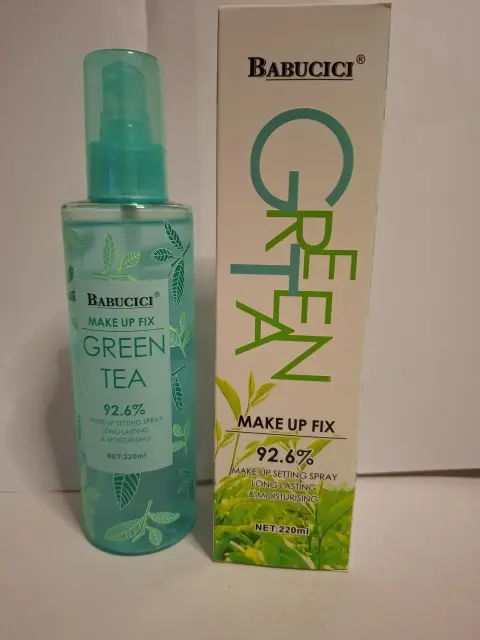 BABUCICI®
MAKE UP FIX
GREEN
TEA
92.6%
MAKE-UP SETTING SPRAY
LONG LASTING
& MOISTURISING
NET:220ml
BABUCICI®
GREEN
TEA
MAKE UP FIX
92.6%
MAKE-UP SETTING SPRAY
LONG LASTING
& MOISTURISING
NET:220ml